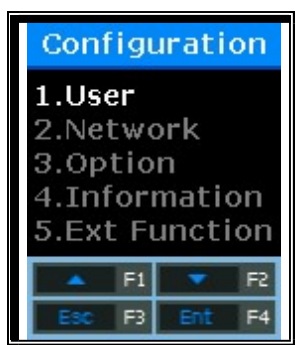 Configuration
1.User
2.Network
3.Option
4.Information
5.Ext Function
▲ F1 ▼ F2
Esc F3 Ent F4